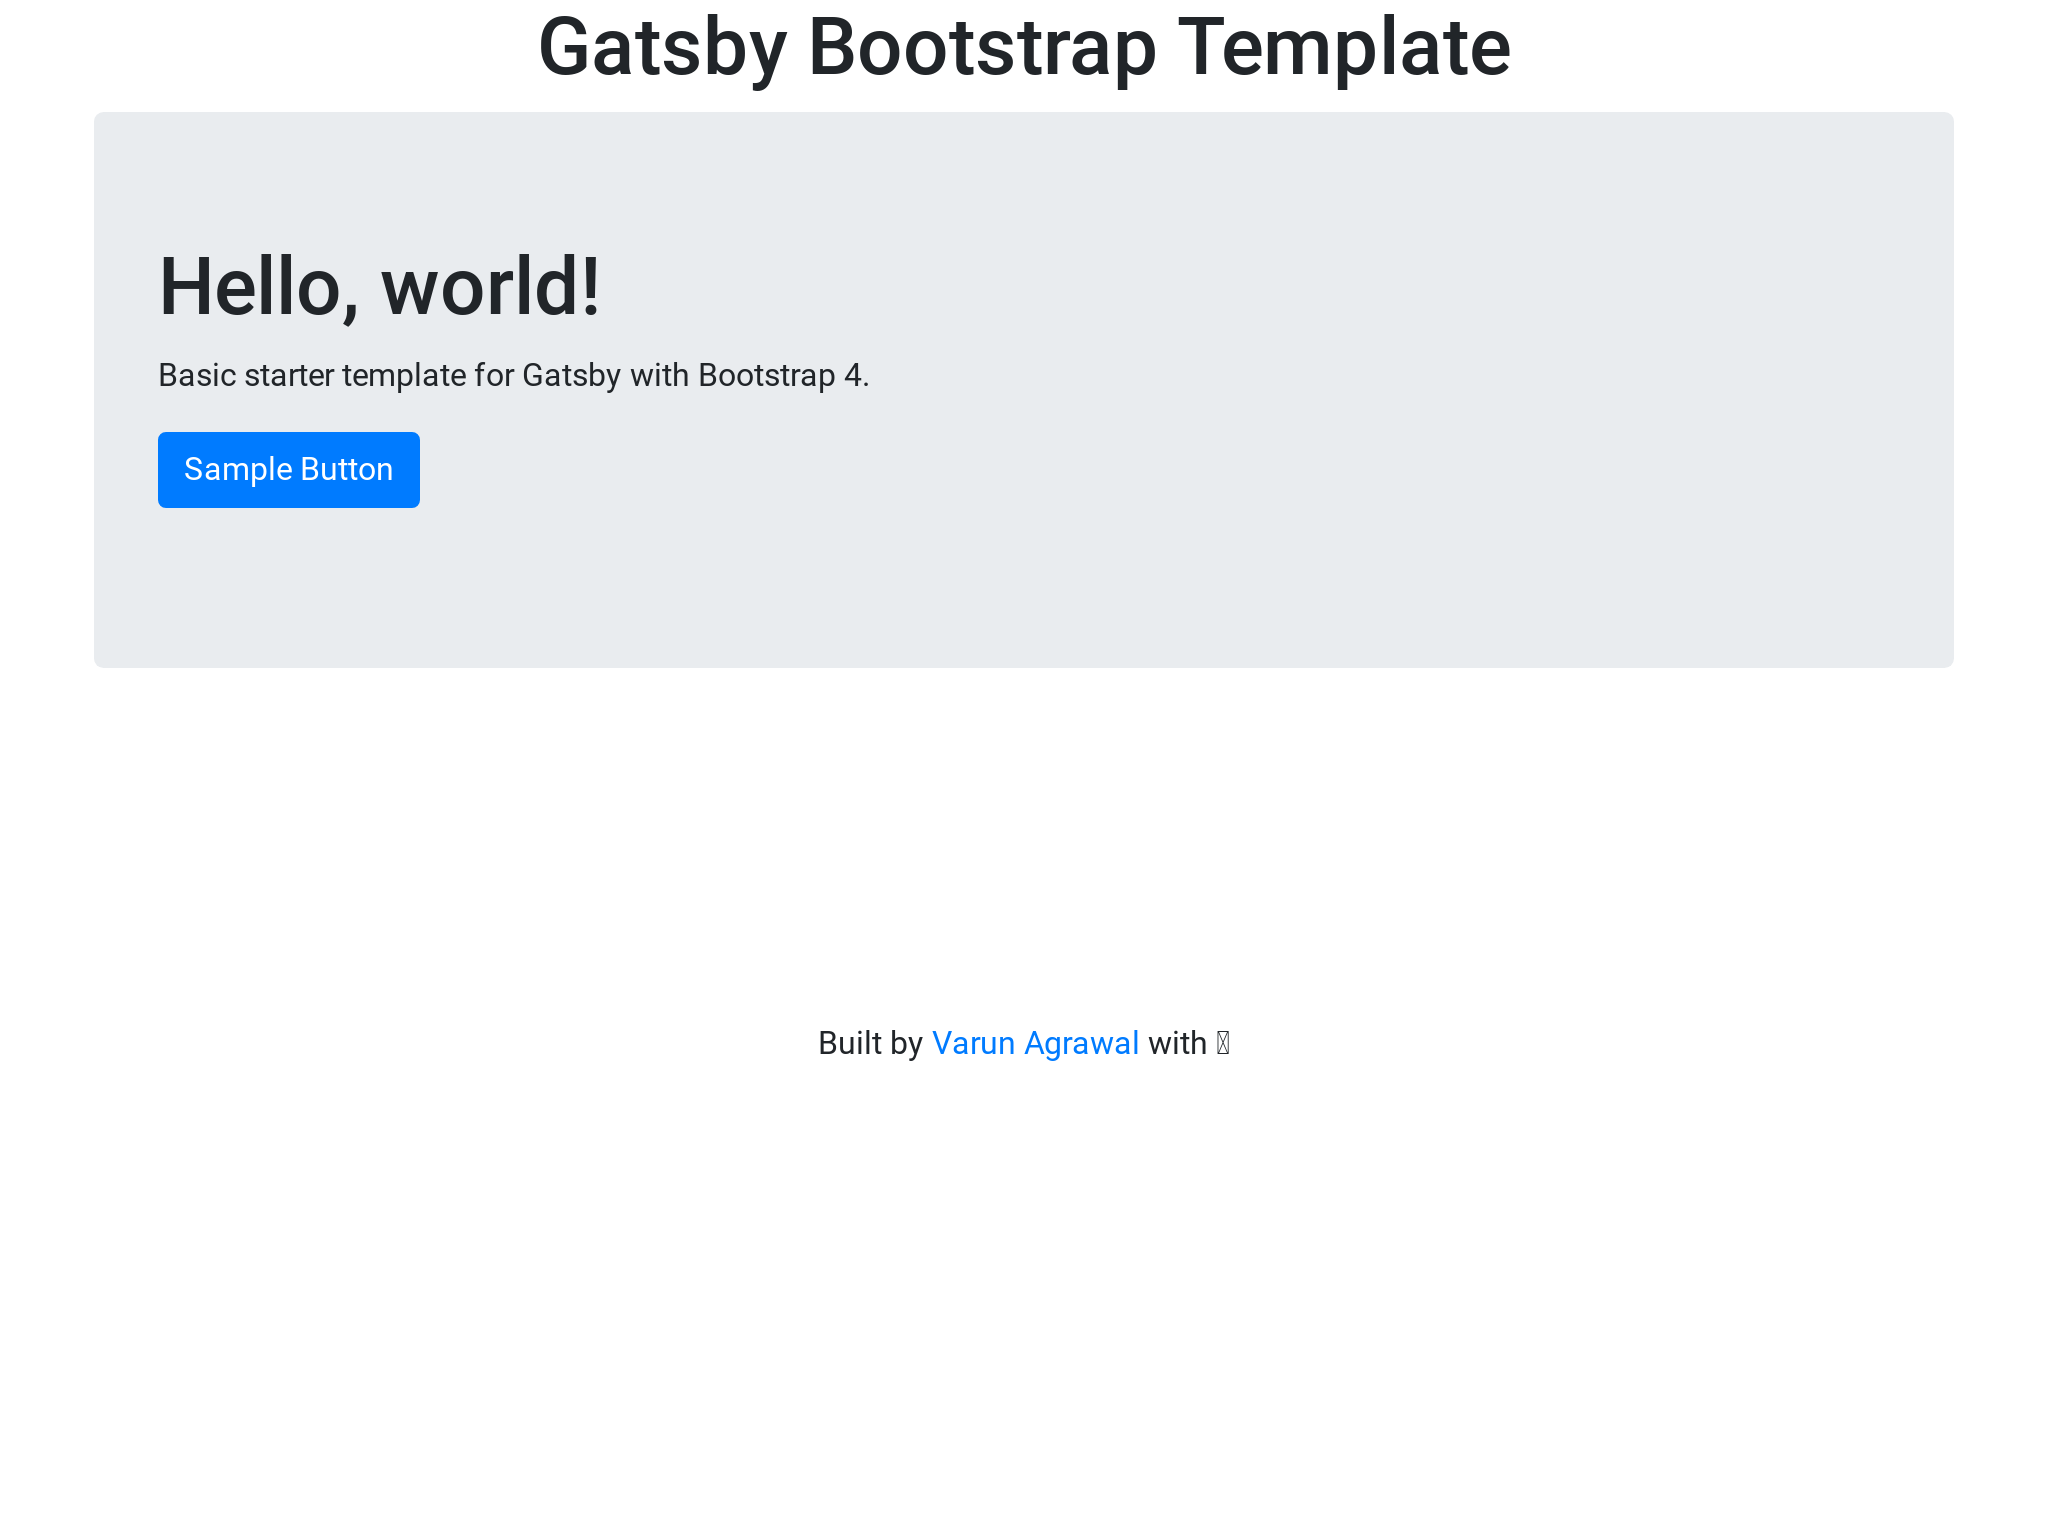 Gatsby Bootstrap Template
Hello, world!
Basic starter template for Gatsby with Bootstrap 4.
Sample Button
Built by Varun Agrawal with